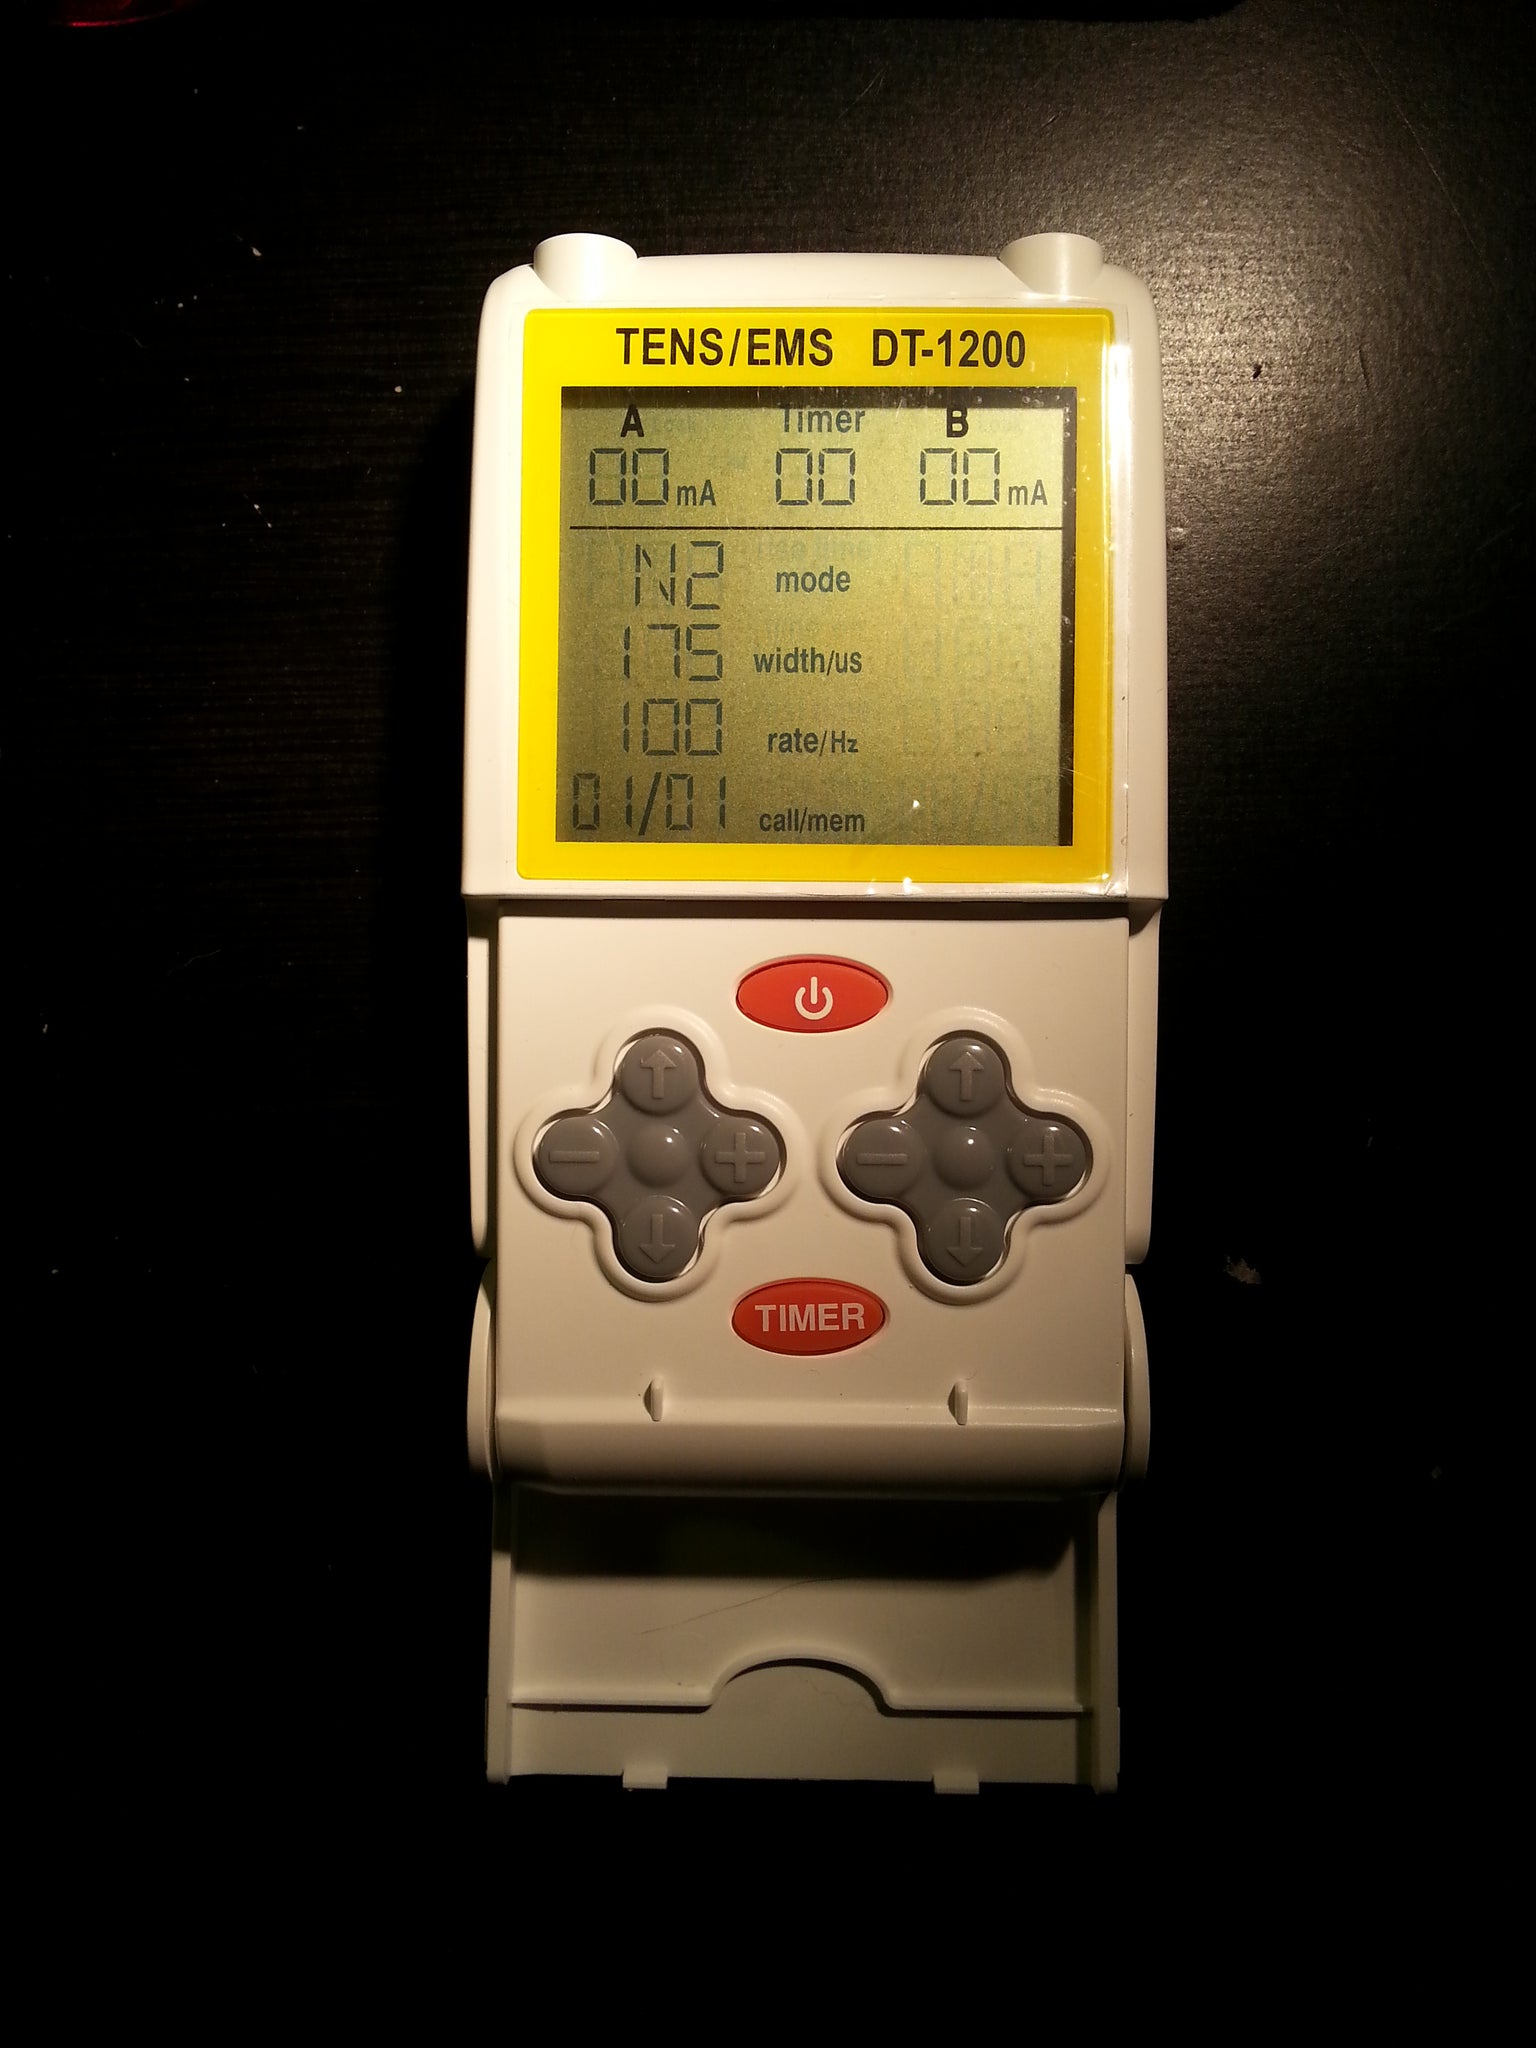 TENS/EMS DT-1200
A Timer B
00mA 00 00mA
N2 mode
175 width/us
100 rate/Hz
01/01 call/mem
TIMER